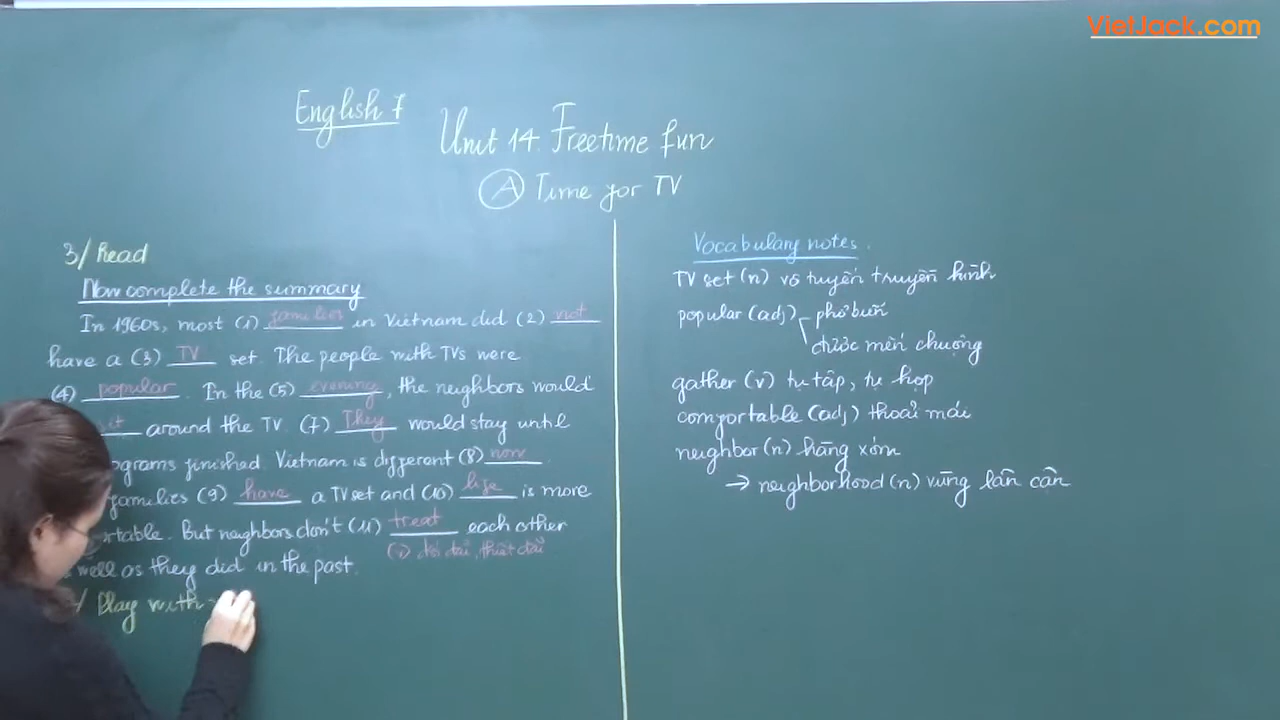 VietJack.com
English 7
Unit 14: Freetime fun
A Time for TV
3/ Read
Now complete the summary
In 1960s, most (1) families in Vietnam did (2) not
have a (3) TV set. The people with TVs were
(4) popular. In the (5) evening, the neighbors would
around the TV. (7) They would stay until
ograms finished. Vietnam is different (8) now.
families (9) have a TV set and (10) life is more
rtable. But neighbors don't (11) treat each other
well as they did in the past.
(v) đối đãi, thiết đãi
/ Play with
Vocabulary notes.
TV set (n) vô tuyến truyền hình
popular (adj) phổ biến
được mến chuộng
gather (v) tụ tập, tụ họp
comfortable (adj) thoải mái
neighbor (n) hàng xóm
→ neighborhood (n) vùng lân cận